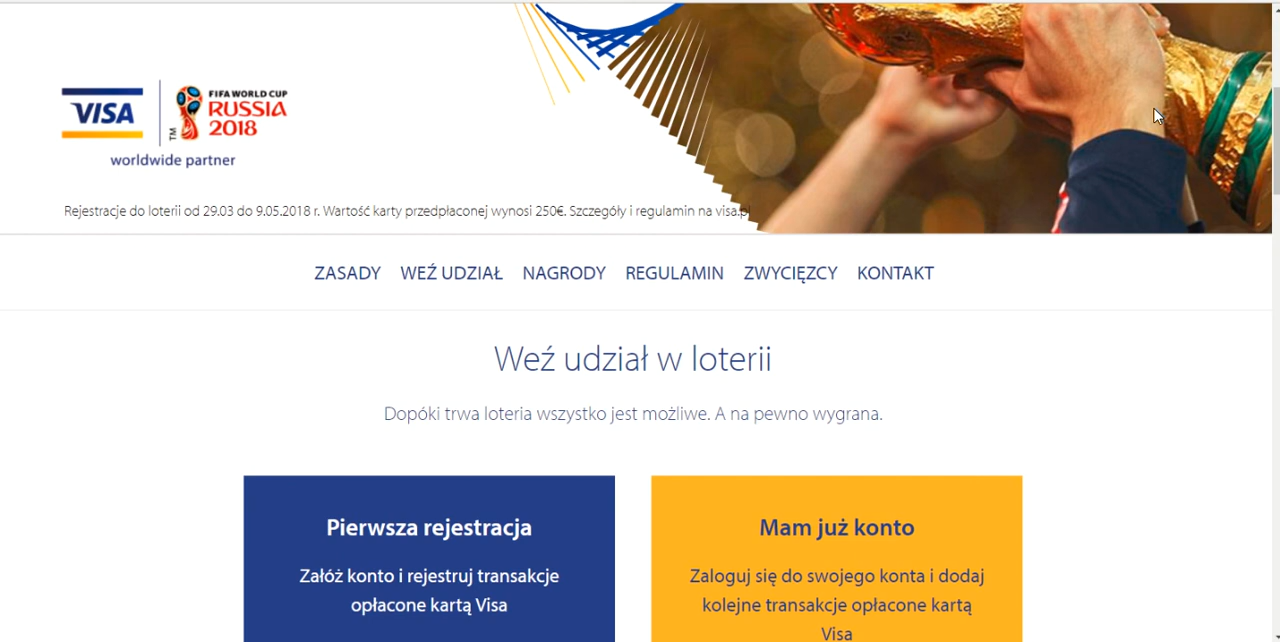 VISA
FIFA WORLD CUP
RUSSIA
2018
TM
worldwide partner
Rejestracje do loterii od 29.03 do 9.05.2018 r. Wartość karty przedpłaconej wynosi 250€. Szczegóły i regulamin na visa.pl
ZASADY WEŹ UDZIAŁ NAGRODY REGULAMIN ZWYCIĘZCY KONTAKT
Weź udział w loterii
Dopóki trwa loteria wszystko jest możliwe. A na pewno wygrana.
Pierwsza rejestracja
Załóż konto i rejestruj transakcje
opłacone kartą Visa
Mam już konto
Zaloguj się do swojego konta i dodaj
kolejne transakcje opłacone kartą
Visa